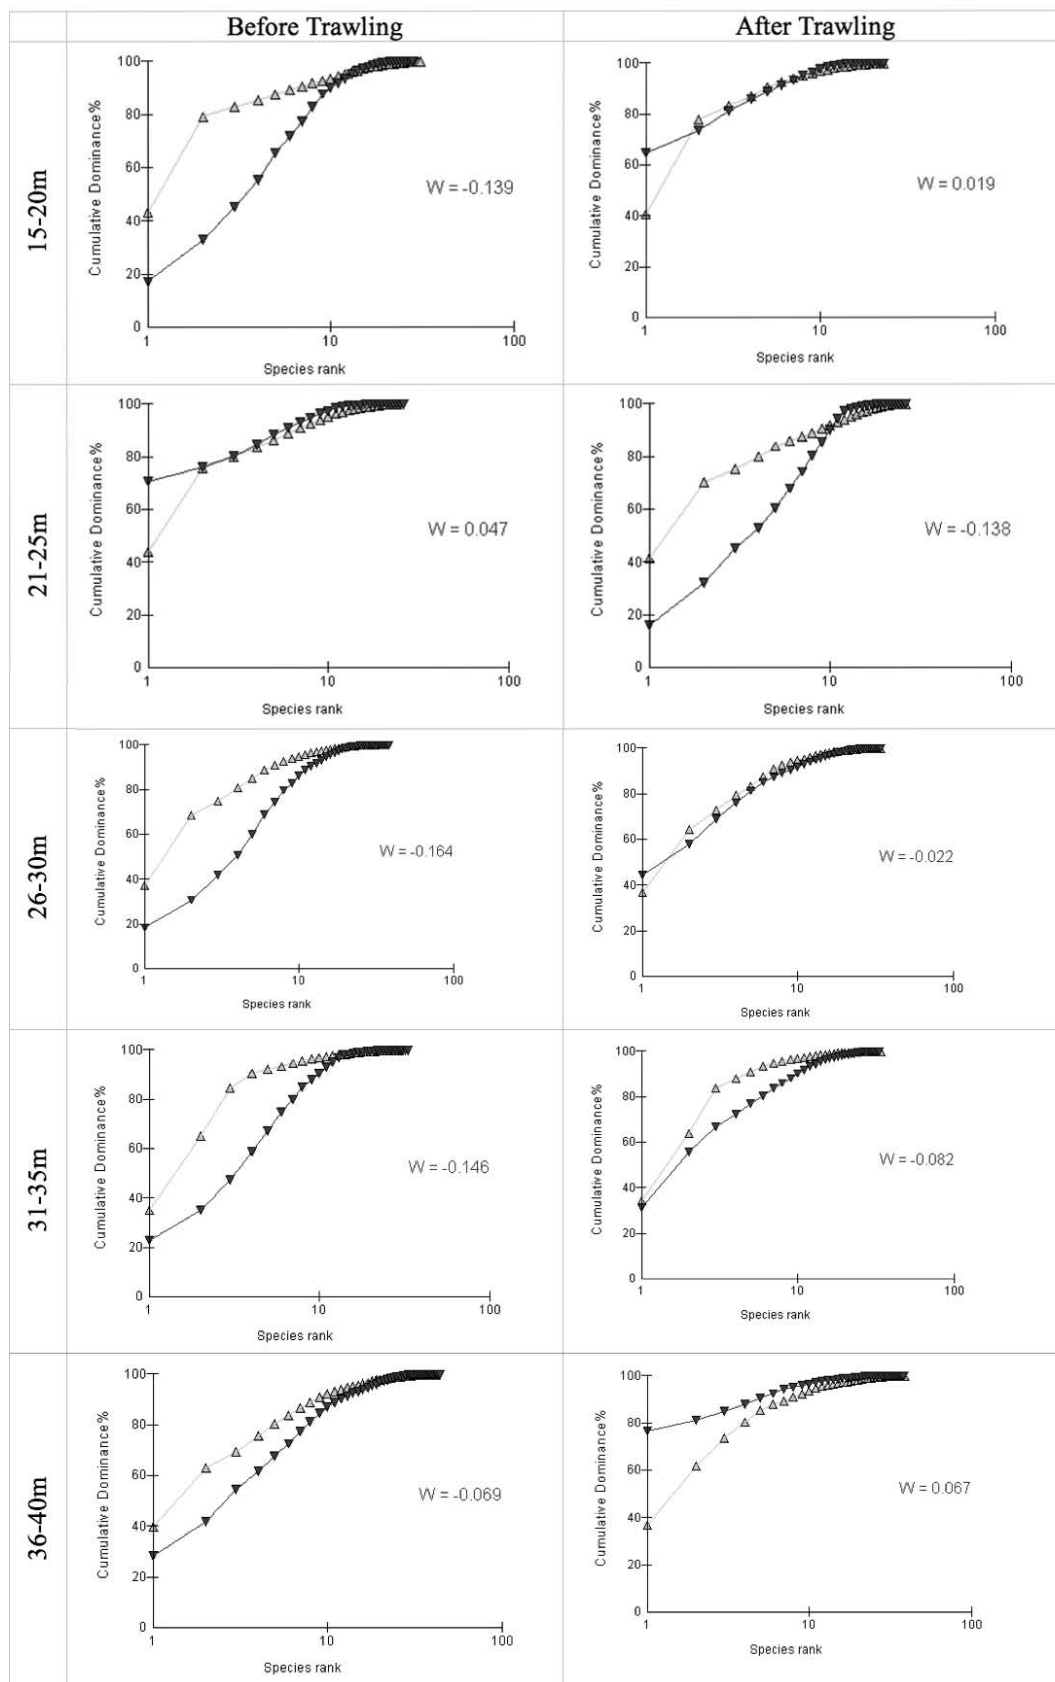 Before Trawling
After Trawling
15-20m
100
80
60
40
20
0
1
10
100
Cumulative Dominance%
Species rank
W = -0.139
100
80
60
40
20
0
1
10
100
Cumulative Dominance%
Species rank
W = 0.019
21-25m
100
80
60
40
20
0
1
10
100
Cumulative Dominance%
Species rank
W = 0.047
100
80
60
40
20
0
1
10
100
Cumulative Dominance%
Species rank
W = -0.138
26-30m
100
80
60
40
20
0
1
10
100
Cumulative Dominance%
Species rank
W = -0.164
100
80
60
40
20
0
1
10
100
Cumulative Dominance%
Species rank
W = -0.022
31-35m
100
80
60
40
20
0
1
10
100
Cumulative Dominance%
Species rank
W = -0.146
100
80
60
40
20
0
1
10
100
Cumulative Dominance%
Species rank
W = -0.082
36-40m
100
80
60
40
20
0
1
10
100
Cumulative Dominance%
Species rank
W = -0.069
100
80
60
40
20
0
1
10
100
Cumulative Dominance%
Species rank
W = 0.067